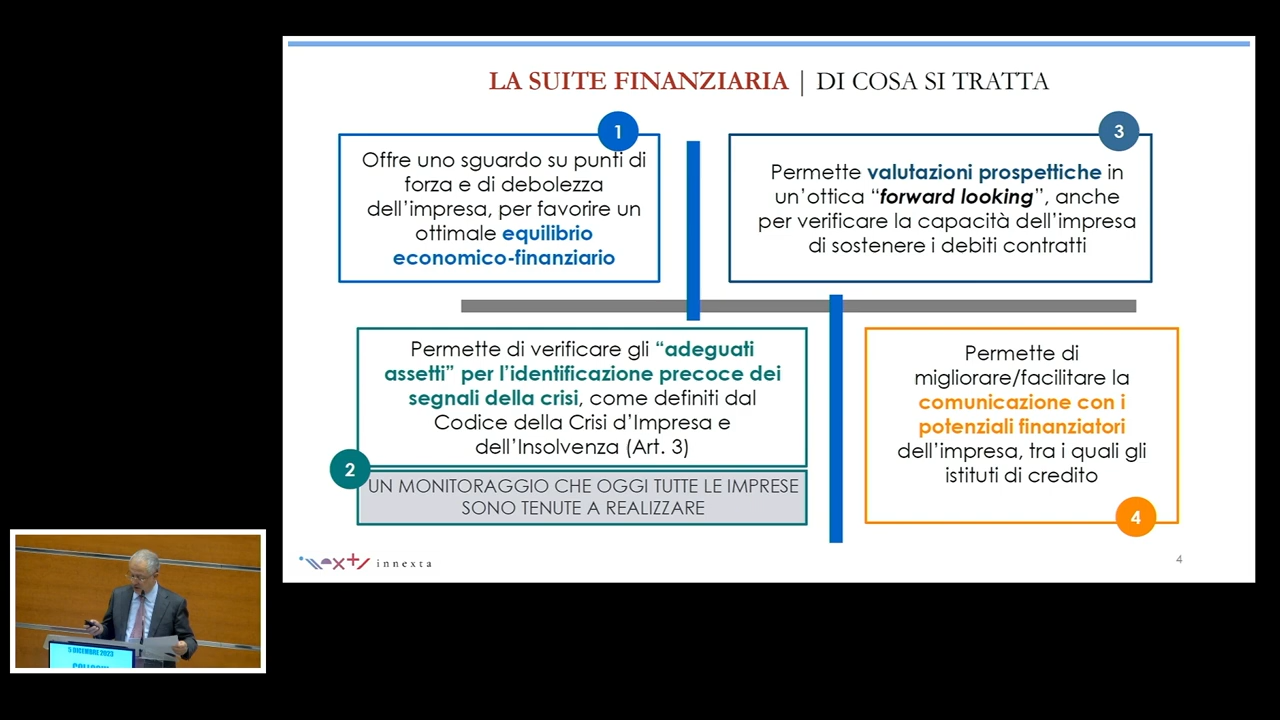 LA SUITE FINANZIARIA | DI COSA SI TRATTA
1
Offre uno sguardo su punti di
forza e di debolezza
dell'impresa, per favorire un
ottimale equilibrio
economico-finanziario
3
Permette valutazioni prospettiche in
un'ottica "forward looking", anche
per verificare la capacità dell'impresa
di sostenere i debiti contratti
Permette di verificare gli "adeguati
assetti" per l'identificazione precoce dei
segnali della crisi, come definiti dal
Codice della Crisi d'Impresa e
dell'Insolvenza (Art. 3)
2
UN MONITORAGGIO CHE OGGI TUTTE LE IMPRESE
SONO TENUTE A REALIZZARE
Permette di
migliorare/facilitare la
comunicazione con i
potenziali finanziatori
dell'impresa, tra i quali gli
istituti di credito
4
innexta
4
5 DICEMBRE 2023